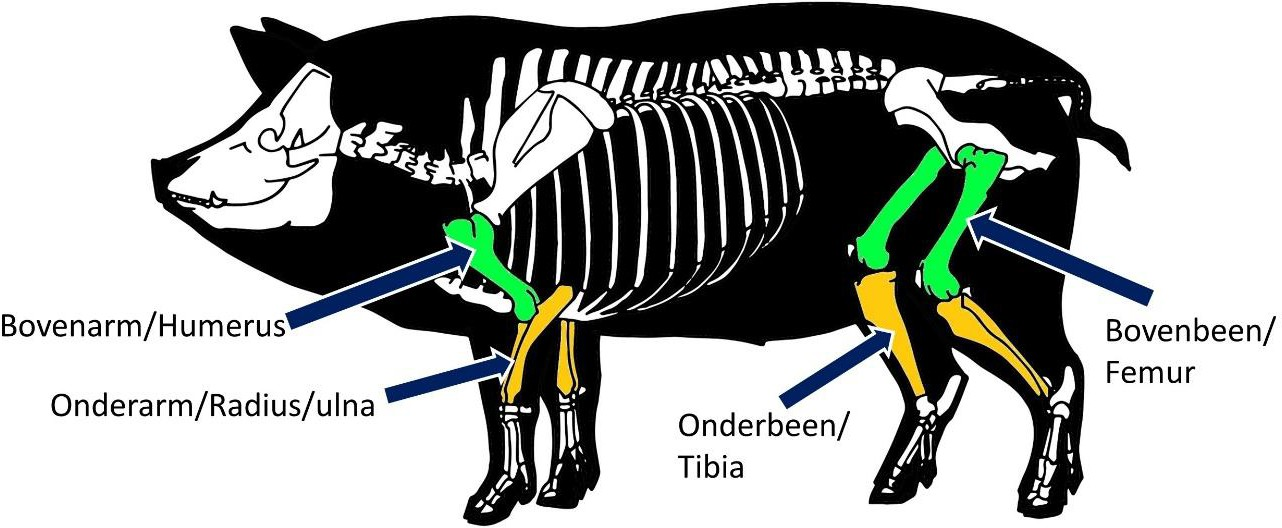 Bovenarm/Humerus
Onderarm/Radius/ulna
Onderbeen/
Tibia
Bovenbeen/
Femur